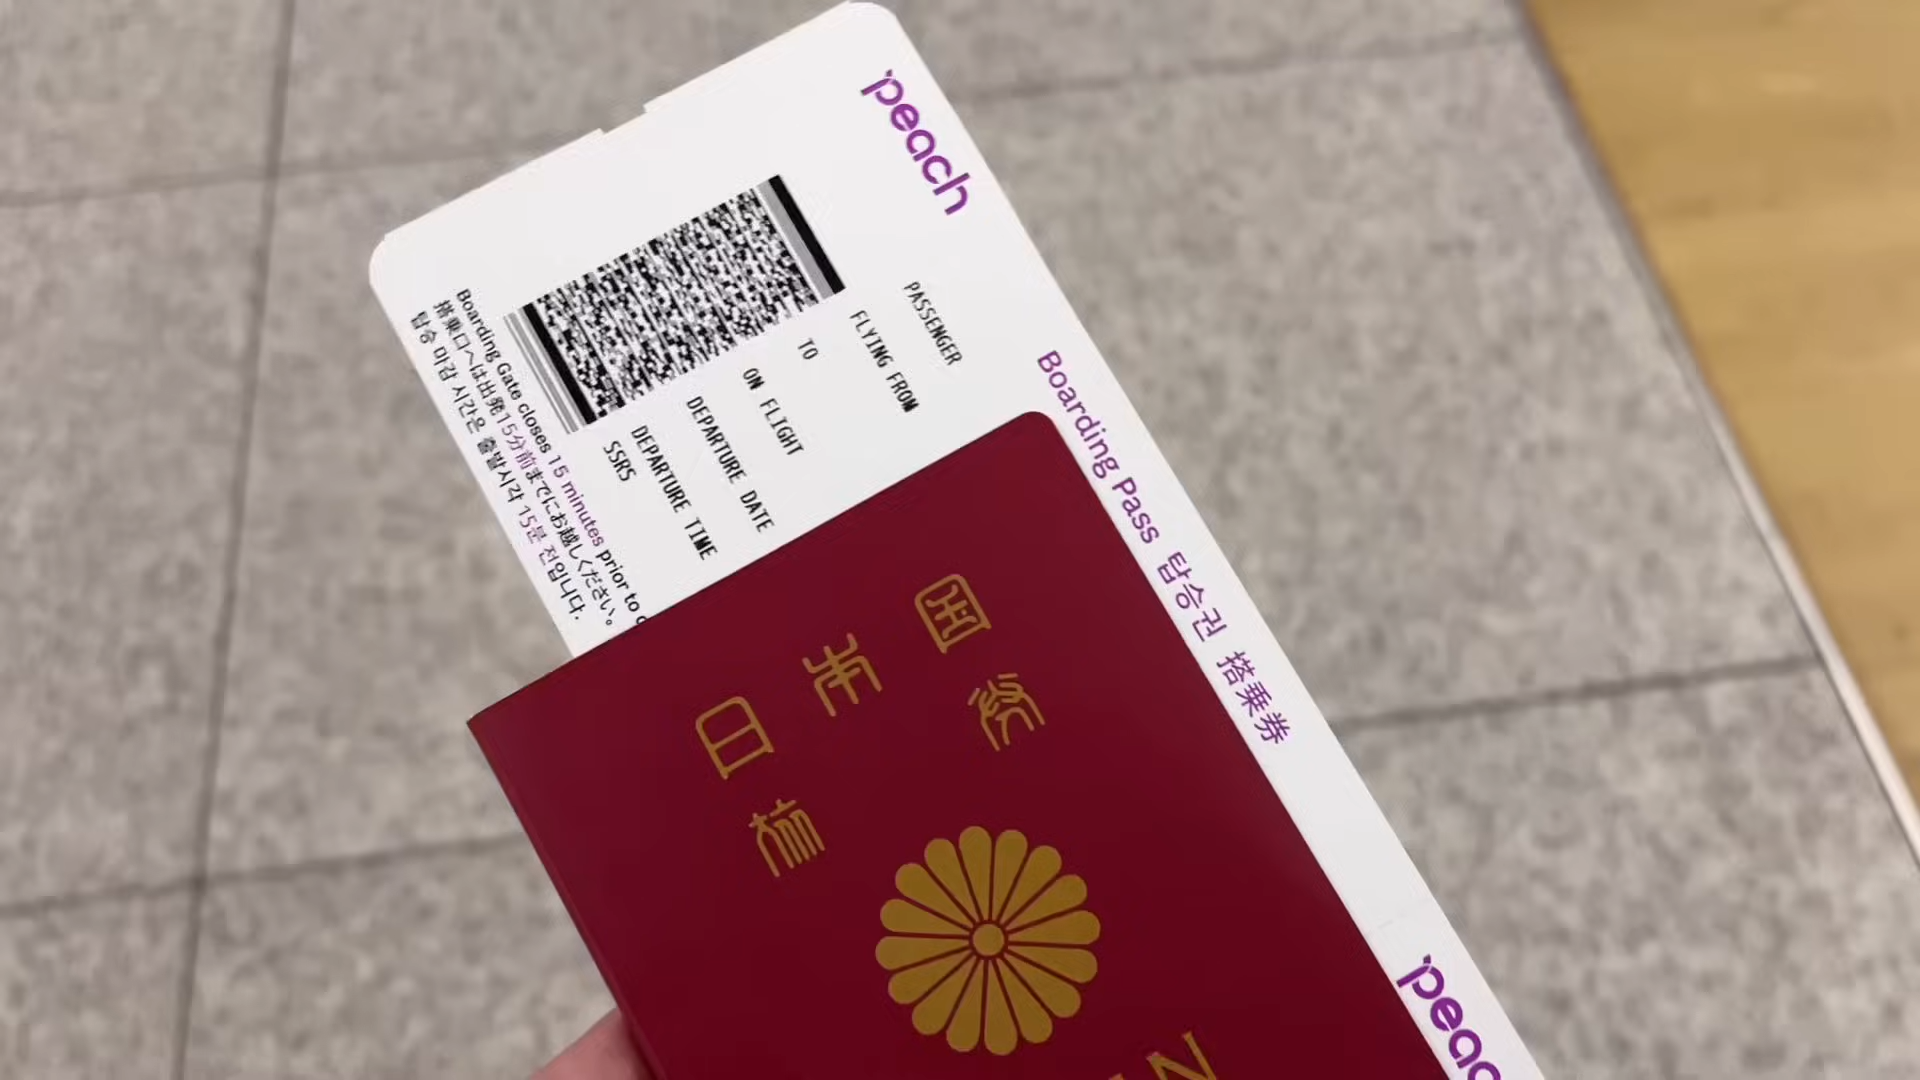 peach
Boarding Pass 탑승권 搭乗券
PASSENGER
FLYING FROM
TO
ON FLIGHT
DEPARTURE DATE
DEPARTURE TIME
SSRS
Boarding Gate closes 15 minutes prior to
搭乗口へは出発15分前までにお越しください。
탑승 마감 시간은 출발시각 15분 전입니다.
日本国
旅券